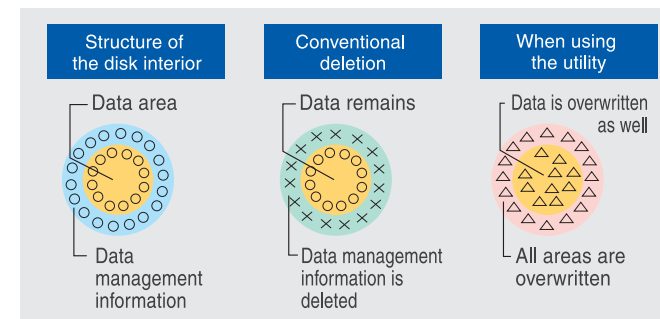 Structure of
the disk interior
Data area
Data
management
information
Conventional
deletion
Data remains
Data management
information is
deleted
When using
the utility
Data is overwritten
as well
All areas are
overwritten